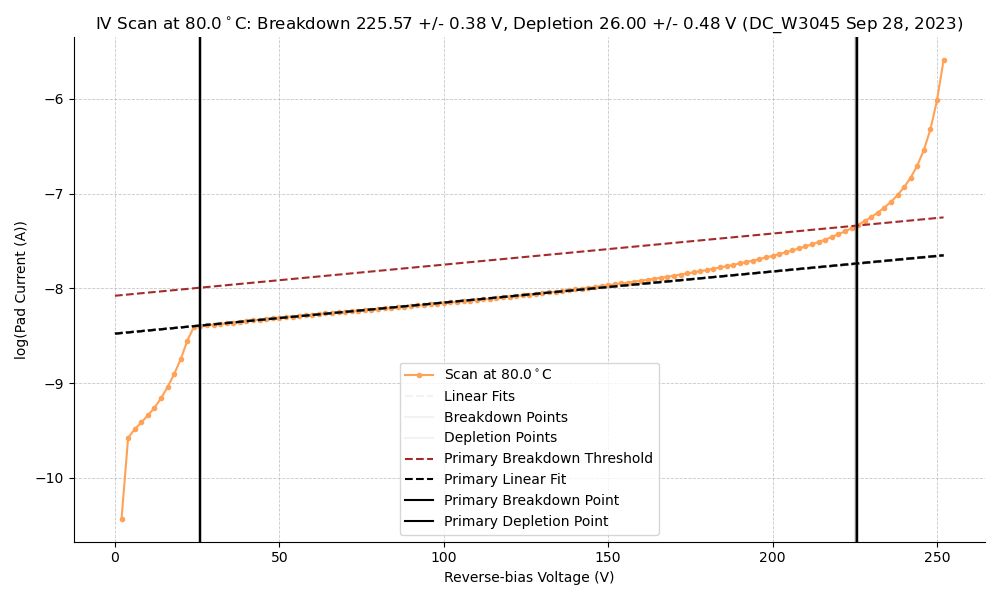 IV Scan at 80.0°C: Breakdown 225.57 +/- 0.38 V, Depletion 26.00 +/- 0.48 V (DC_W3045 Sep 28, 2023)
log(Pad Current (A))
−6
−7
−8
−9
−10
Scan at 80.0°C
Linear Fits
Breakdown Points
Depletion Points
Primary Breakdown Threshold
Primary Linear Fit
Primary Breakdown Point
Primary Depletion Point
0 50 100 150 200 250
Reverse-bias Voltage (V)